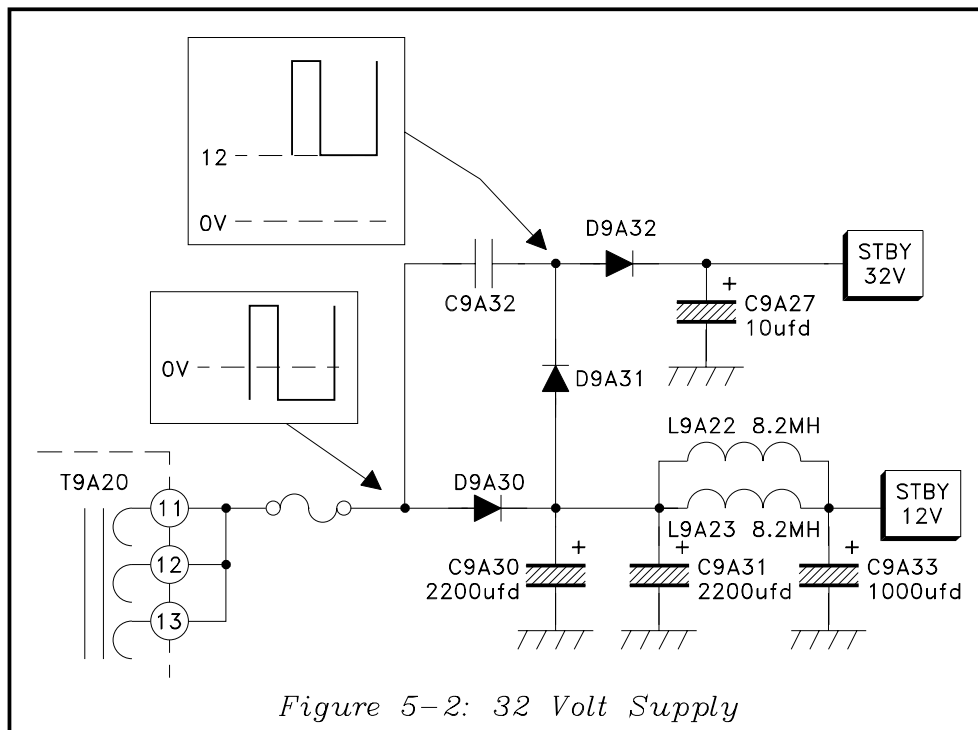 12
0V
D9A32
STBY
32V
C9A32
+
C9A27
10ufd
0V
D9A31
L9A22 8.2MH
T9A20
11
D9A30
STBY
12V
L9A23 8.2MH
12
+
C9A30
2200ufd
+
C9A31
2200ufd
+
C9A33
1000ufd
13
Figure 5-2: 32 Volt Supply